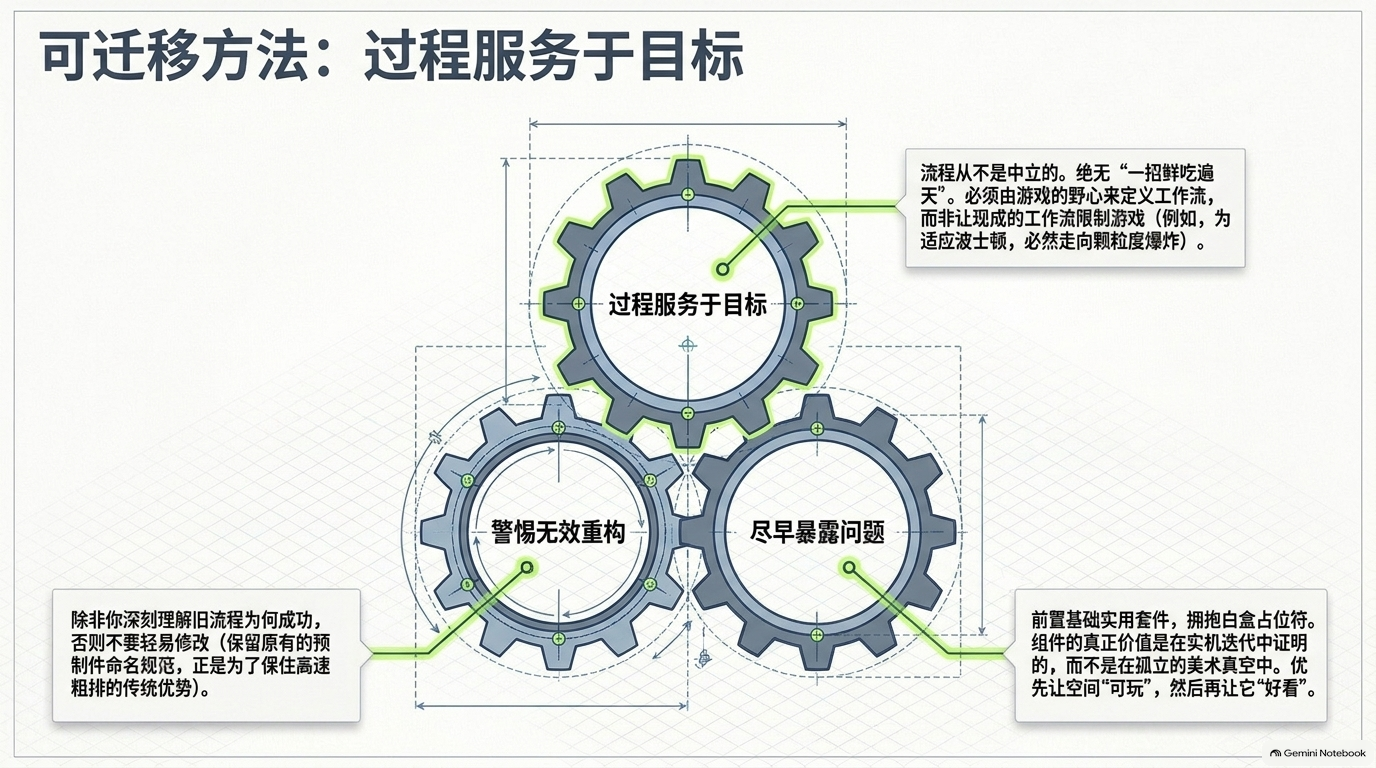 可迁移方法：过程服务于目标
流程从不是中立的。绝无“一招鲜吃遍
天”。必须由游戏的野心来定义工作流，
而非让现成的工作流限制游戏（例如，为
适应波士顿，必然走向颗粒度爆炸）。
过程服务于目标
警惕无效重构
尽早暴露问题
除非你深刻理解旧流程为何成功，
否则不要轻易修改（保留原有的预
制件命名规范，正是为了保住高速
粗排的传统优势）。
前置基础实用套件，拥抱白盒占位符。
组件的真正价值是在实机迭代中证明
的，而不是在孤立的美术真空中。优
先让空间“可玩”，然后再让它“好看”。
Gemini Notebook